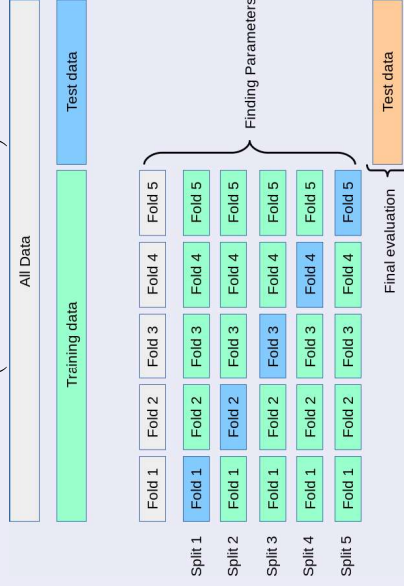 All Data
Training data Test data
Fold 1 Fold 2 Fold 3 Fold 4 Fold 5
Split 1 Fold 1 Fold 2 Fold 3 Fold 4 Fold 5
Split 2 Fold 1 Fold 2 Fold 3 Fold 4 Fold 5
Split 3 Fold 1 Fold 2 Fold 3 Fold 4 Fold 5
Split 4 Fold 1 Fold 2 Fold 3 Fold 4 Fold 5
Split 5 Fold 1 Fold 2 Fold 3 Fold 4 Fold 5
Finding Parameters
Final evaluation Test data